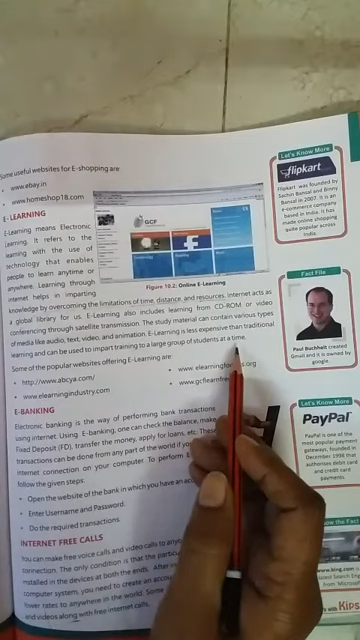 Some useful websites for E-shopping are:
• www.ebay.in
• www.homeshop18.com
E- LEARNING
E-Learning means Electronic
Learning. It refers to the
learning with the use of
technology that enables
people to learn anytime or
anywhere. Learning through
internet helps in imparting
Figure 10.2: Online E-Learning
knowledge by overcoming the limitations of time, distance, and resources. internet acts as
a global library for us. E-Learning also includes learning from CD-ROM or video
conferencing through satellite transmission. The study material can contain various types
of media like audio, text, video, and animation. E-Learning is less expensive than traditional
learning and can be used to impart training to a large group of students at a time.
Some of the popular websites offering E-Learning are:
• http://www.abcya.com/
• www.elearningindustry.com
• www.
• www.gcflearnfree
E-BANKING
Electronic banking is the way of performing bank transactions
using internet. Using E-banking, one can check the balance, make
Fixed Deposit (FD), transfer the money, apply for loans, etc. These
transactions can be done from any part of the world if you
internet connection on your computer. To perform E
follow the given steps:
• Open the website of the bank in which you have an
• Enter Username and Password.
• Do the required transactions.
INTERNET FREE CALLS
You can make free voice calls and video calls to
connection. The only condition is that the
installed in the devices at both the ends. After
computer system, you need to create an
lower rates to anywhere in the world. Some
and videos along with free internet calls.
Let's Know More
flipkart
Flipkart was founded by
Sachin Bansal and Binny
Bansal in 2007. It is an
e-commerce company
based in India. It has
made online shopping
quite popular across
India.
Fact File
Paul Buchheit created
Gmail and it is owned by
google.
Let's Know More
PayPal
PayPal is one of the
most popular payment
gateways, founded in
December 1998 that
authorises debit card
and credit card
payments.
Know the Fact
www.bing.com is
Search
from
with Kips
GCF